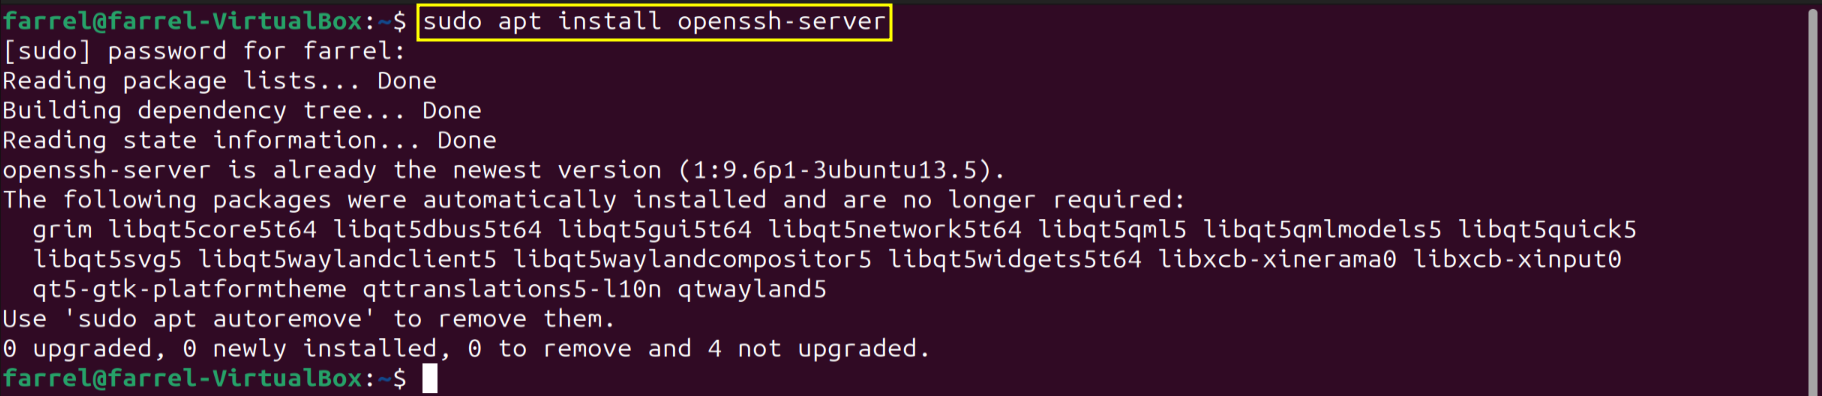 farrel@farrel-VirtualBox:~$ sudo apt install openssh-server
[sudo] password for farrel:
Reading package lists... Done
Building dependency tree... Done
Reading state information... Done
openssh-server is already the newest version (1:9.6p1-3ubuntu13.5).
The following packages were automatically installed and are no longer required:
  grim libqt5core5t64 libqt5dbus5t64 libqt5gui5t64 libqt5network5t64 libqt5qml5 libqt5qmlmodels5 libqt5quick5
  libqt5svg5 libqt5waylandclient5 libqt5waylandcompositor5 libqt5widgets5t64 libxcb-xinerama0 libxcb-xinput0
  qt5-gtk-platformtheme qttranslations5-l10n qtwayland5
Use 'sudo apt autoremove' to remove them.
0 upgraded, 0 newly installed, 0 to remove and 4 not upgraded.
farrel@farrel-VirtualBox:~$